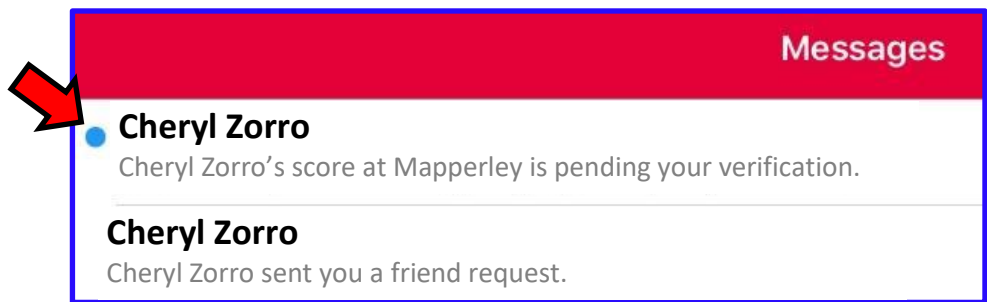 Messages
Cheryl Zorro
Cheryl Zorro’s score at Mapperley is pending your verification.
Cheryl Zorro
Cheryl Zorro sent you a friend request.